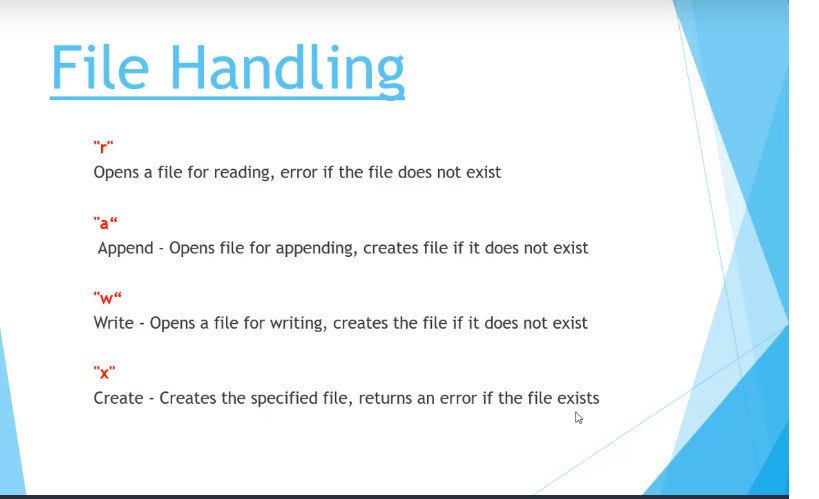 File Handling
"r"
Opens a file for reading, error if the file does not exist
"a“
Append - Opens file for appending, creates file if it does not exist
"w“
Write - Opens a file for writing, creates the file if it does not exist
"x"
Create - Creates the specified file, returns an error if the file exists